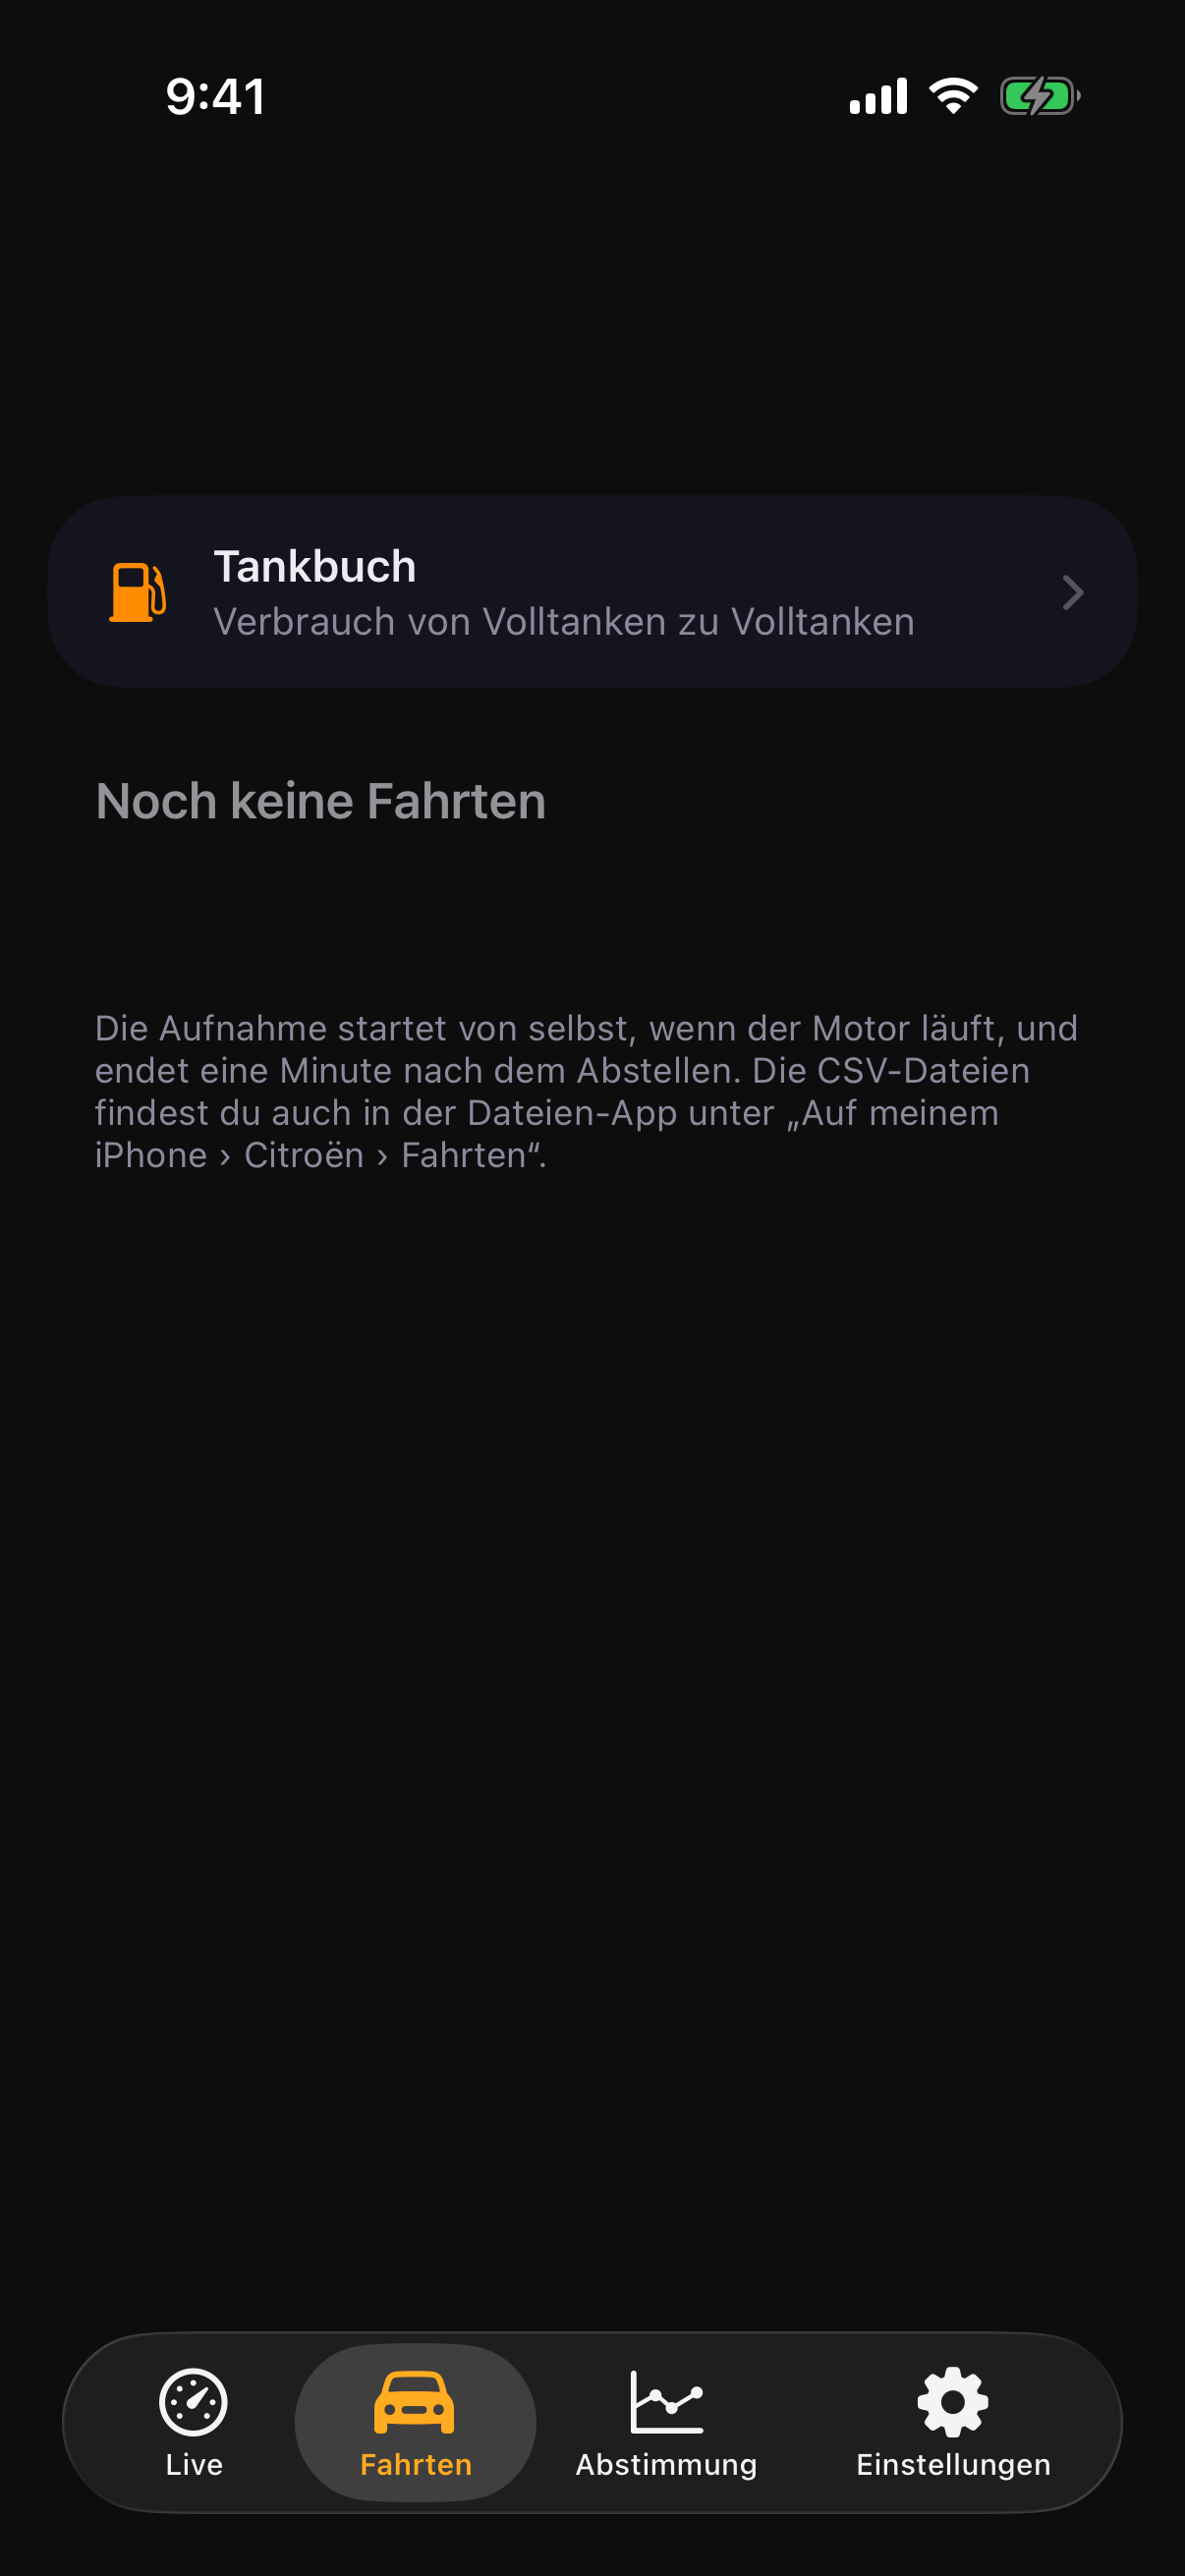 9:41
Tankbuch
Verbrauch von Volltanken zu Volltanken
Noch keine Fahrten
Die Aufnahme startet von selbst, wenn der Motor läuft, und
endet eine Minute nach dem Abstellen. Die CSV-Dateien
findest du auch in der Dateien-App unter „Auf meinem
iPhone › Citroën › Fahrten“.
Live
Fahrten
Abstimmung
Einstellungen